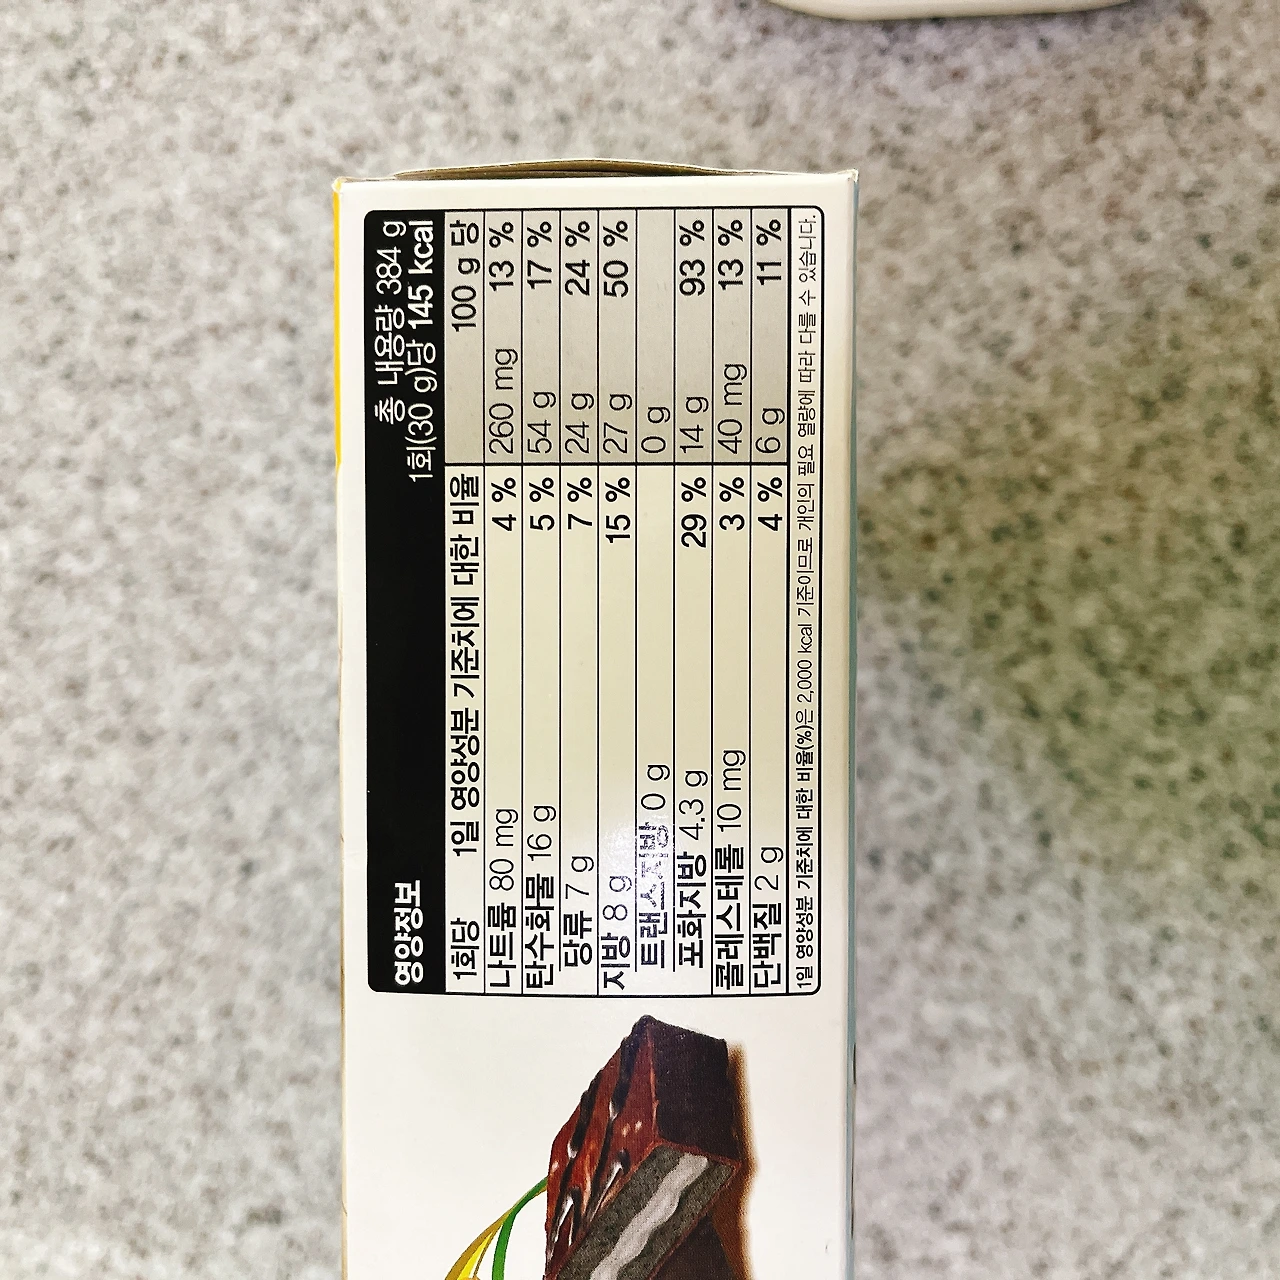 영양정보
총 내용량 384 g
1회(30 g)당 145 kcal
1회당 1일 영양성분 기준치에 대한 비율 100 g 당
나트륨 80 mg 4 % 260 mg 13 %
탄수화물 16 g 5 % 54 g 17 %
당류 7 g 7 % 24 g 24 %
지방 8 g 15 % 27 g 50 %
트랜스지방 0 g 0 g
포화지방 4.3 g 29 % 14 g 93 %
콜레스테롤 10 mg 3 % 40 mg 13 %
단백질 2 g 4 % 6 g 11 %
1일 영양성분 기준치에 대한 비율(%)은 2,000 kcal 기준이므로 개인의 필요 열량에 따라 다를 수 있습니다.